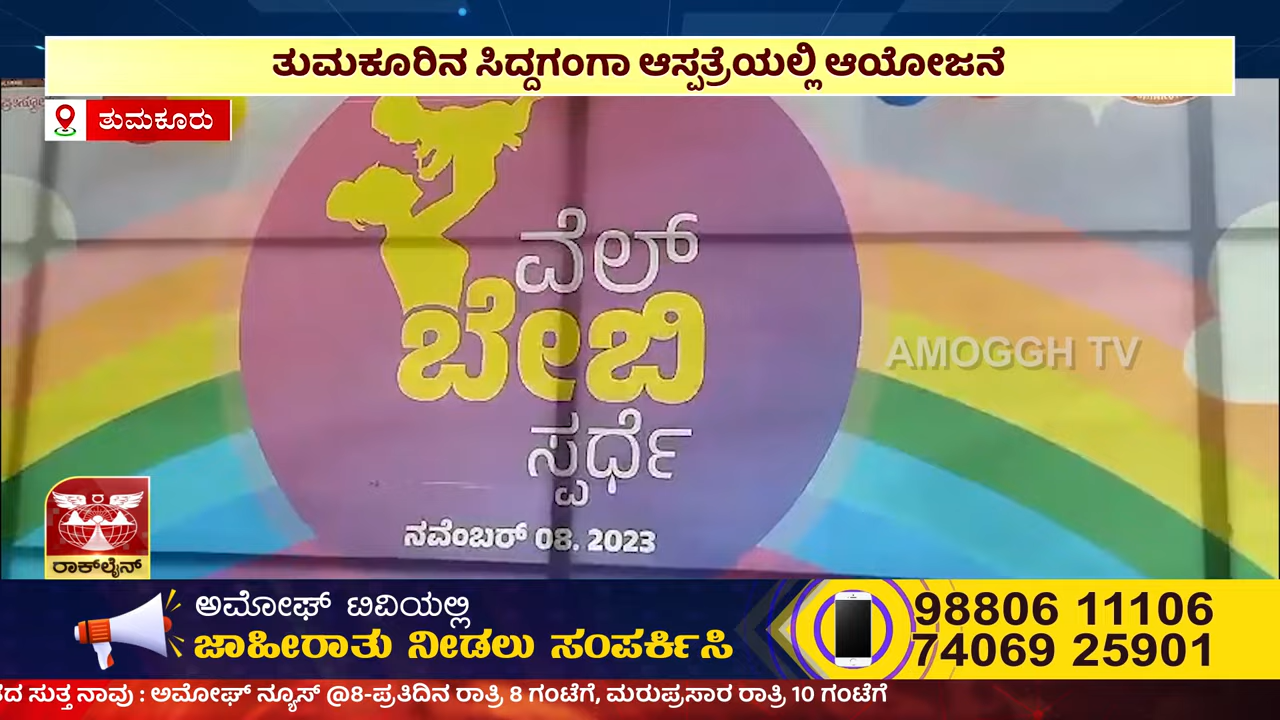 ತುಮಕೂರಿನ ಸಿದ್ದಗಂಗಾ ಆಸ್ಪತ್ರೆಯಲ್ಲಿ ಆಯೋಜನೆ
ತುಮಕೂರು
ವೆಲ್
ಬೇಬಿ
ಸ್ಪರ್ಧೆ
ನವೆಂಬರ್ 08. 2023
AMOGGH TV
ರಾಕ್‌ಲೈನ್
ಅಮೋಘ್ ಟಿವಿಯಲ್ಲಿ
ಜಾಹೀರಾತು ನೀಡಲು ಸಂಪರ್ಕಿಸಿ
98806 11106
74069 25901
ಸುತ್ತ ನಾವು : ಅಮೋಘ್ ನ್ಯೂಸ್ @8-ಪ್ರತಿದಿನ ರಾತ್ರಿ 8 ಗಂಟೆಗೆ, ಮರುಪ್ರಸಾರ ರಾತ್ರಿ 10 ಗಂಟೆಗೆ